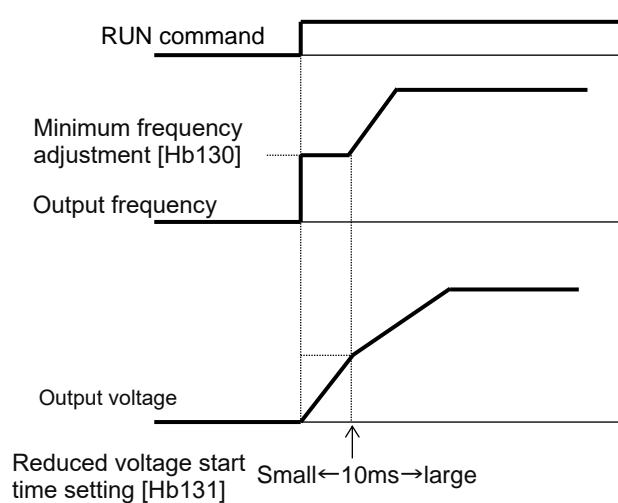 RUN command
Minimum frequency
adjustment [Hb130]
Output frequency
Output voltage
Reduced voltage start
time setting [Hb131]
Small←10ms→large